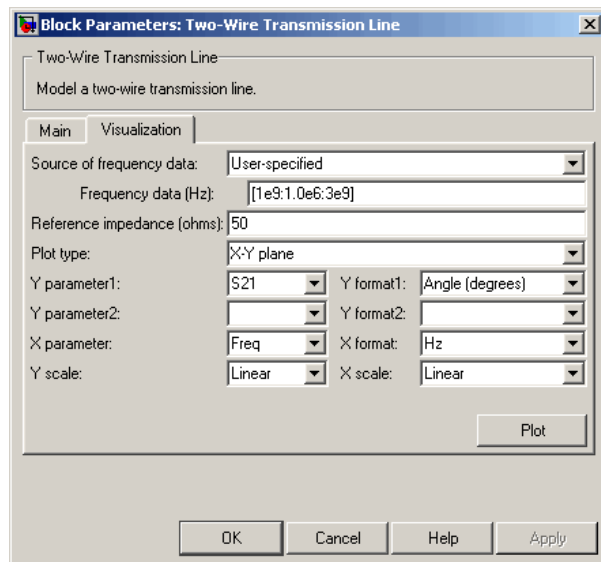 Block Parameters: Two-Wire Transmission Line
Two-Wire Transmission Line
Model a two-wire transmission line.
Main Visualization
Source of frequency data: User-specified
Frequency data (Hz): [1e9:1.0e6:3e9]
Reference impedance (ohms): 50
Plot type: X-Y plane
Y parameter1: S21 Y format1: Angle (degrees)
Y parameter2: Y format2:
X parameter: Freq X format: Hz
Y scale: Linear X scale: Linear
Plot
OK Cancel Help Apply